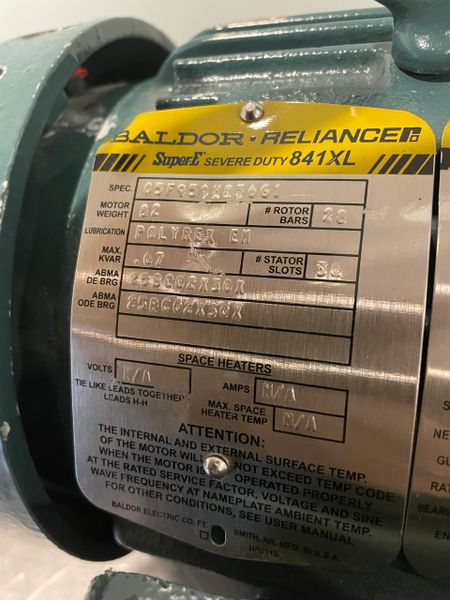 BALDOR • RELIANCE
Super-E SEVERE DUTY 841XL
SPEC.
MOTOR WEIGHT 82 # ROTOR BARS 28
LUBRICATION POLYREX EM
MAX. KVAR .07 # STATOR SLOTS 36
ABMA DE BRG 25BC02X30X
ABMA ODE BRG 25BC02X30X
SPACE HEATERS
VOLTS N/A AMPS N/A
TIE LIKE LEADS TOGETHER
LEADS H-H
MAX. SPACE HEATER TEMP N/A
ATTENTION:
THE INTERNAL AND EXTERNAL SURFACE TEMP.
OF THE MOTOR WILL NOT EXCEED TEMP CODE
WHEN THE MOTOR IS OPERATED PROPERLY
AT THE RATED SERVICE FACTOR, VOLTAGE AND SINE
WAVE FREQUENCY AT NAMEPLATE AMBIENT TEMP.
FOR OTHER CONDITIONS, SEE USER MANUAL.
BALDOR ELECTRIC CO. FT. SMITH, AR. MFG. IN U.S.A.